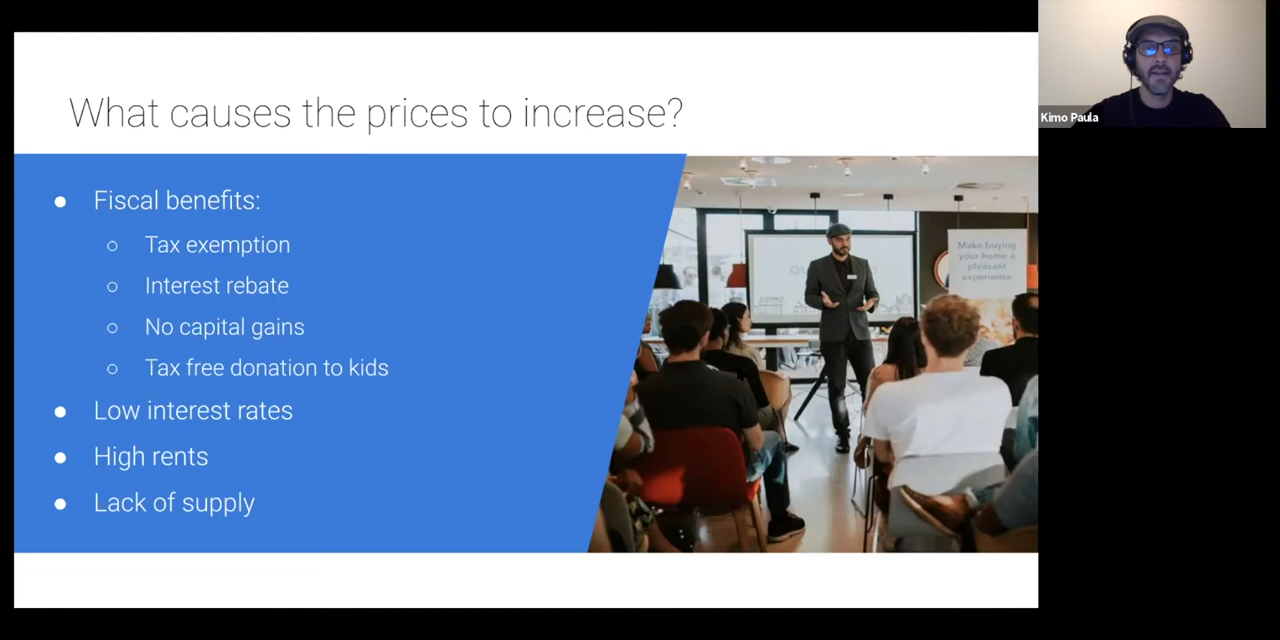 What causes the prices to increase?
Fiscal benefits:
Tax exemption
Interest rebate
No capital gains
Tax free donation to kids
Low interest rates
High rents
Lack of supply
Make buying
your home a
pleasant
experience
Kimo Paula